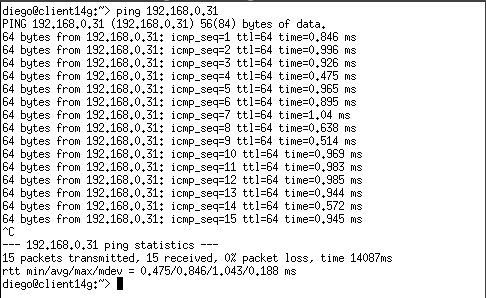 diego@client14g:~> ping 192.168.0.31
PING 192.168.0.31 (192.168.0.31) 56(84) bytes of data.
64 bytes from 192.168.0.31: icmp_seq=1 ttl=64 time=0.846 ms
64 bytes from 192.168.0.31: icmp_seq=2 ttl=64 time=0.996 ms
64 bytes from 192.168.0.31: icmp_seq=3 ttl=64 time=0.926 ms
64 bytes from 192.168.0.31: icmp_seq=4 ttl=64 time=0.475 ms
64 bytes from 192.168.0.31: icmp_seq=5 ttl=64 time=0.965 ms
64 bytes from 192.168.0.31: icmp_seq=6 ttl=64 time=0.895 ms
64 bytes from 192.168.0.31: icmp_seq=7 ttl=64 time=1.04 ms
64 bytes from 192.168.0.31: icmp_seq=8 ttl=64 time=0.638 ms
64 bytes from 192.168.0.31: icmp_seq=9 ttl=64 time=0.514 ms
64 bytes from 192.168.0.31: icmp_seq=10 ttl=64 time=0.969 ms
64 bytes from 192.168.0.31: icmp_seq=11 ttl=64 time=0.983 ms
64 bytes from 192.168.0.31: icmp_seq=12 ttl=64 time=0.985 ms
64 bytes from 192.168.0.31: icmp_seq=13 ttl=64 time=0.944 ms
64 bytes from 192.168.0.31: icmp_seq=14 ttl=64 time=0.572 ms
64 bytes from 192.168.0.31: icmp_seq=15 ttl=64 time=0.945 ms
^C
--- 192.168.0.31 ping statistics ---
15 packets transmitted, 15 received, 0% packet loss, time 14087ms
rtt min/avg/max/mdev = 0.475/0.846/1.043/0.188 ms
diego@client14g:~>